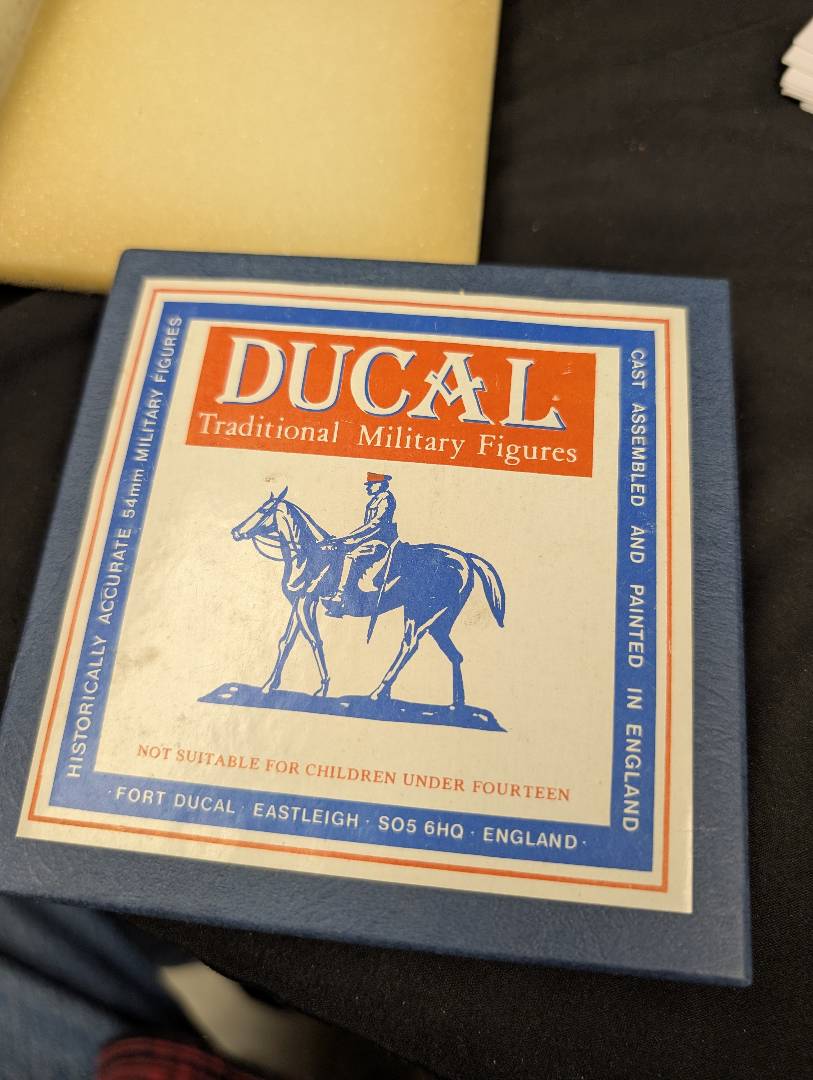 DUCAL
Traditional Military Figures
HISTORICALLY ACCURATE 54mm MILITARY FIGURES
CAST ASSEMBLED AND PAINTED IN ENGLAND
NOT SUITABLE FOR CHILDREN UNDER FOURTEEN
·FORT DUCAL· EASTLEIGH · SO5 6HQ · ENGLAND·